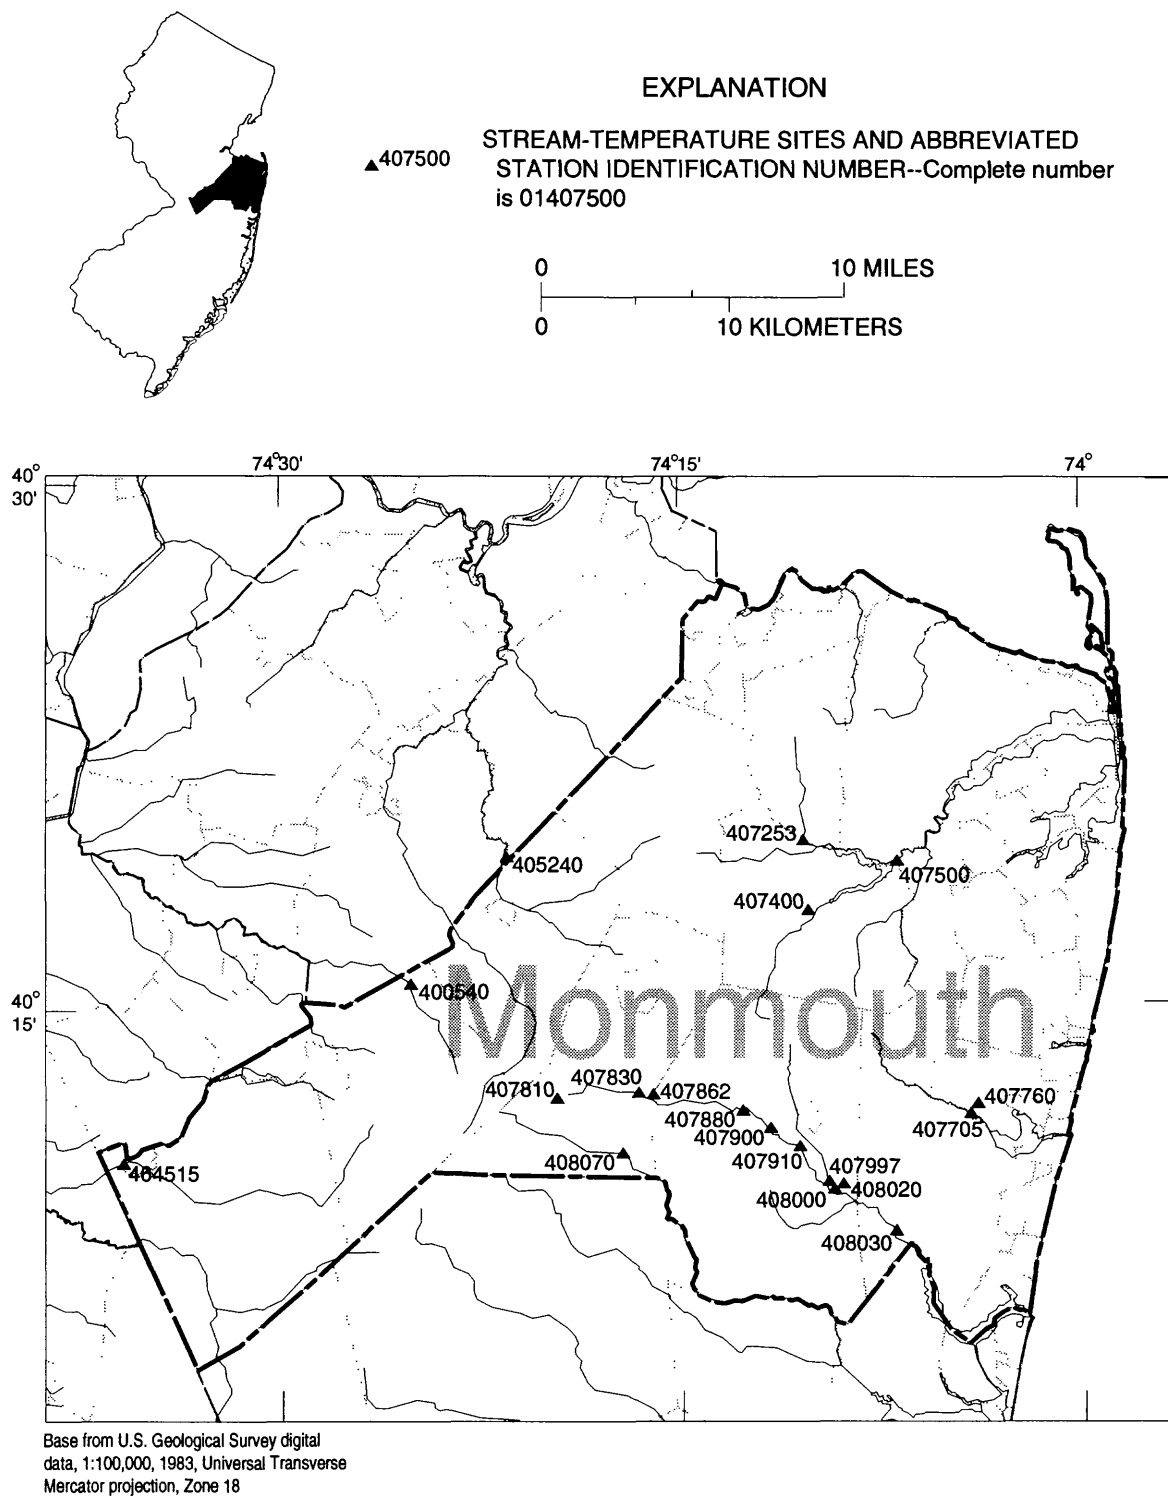 EXPLANATION
407500
STREAM-TEMPERATURE SITES AND ABBREVIATED
STATION IDENTIFICATION NUMBER--Complete number
is 01407500
0 10 MILES
0 10 KILOMETERS
74°30' 74°15' 74°
40°
30'
407253
405240
407500
407400
400540
Monmouth
40°
15'
407830
407810
407862
407760
407880
407705
407900
407910
408070
407997
464515
408020
408000
408030
Base from U.S. Geological Survey digital
data, 1:100,000, 1983, Universal Transverse
Mercator projection, Zone 18